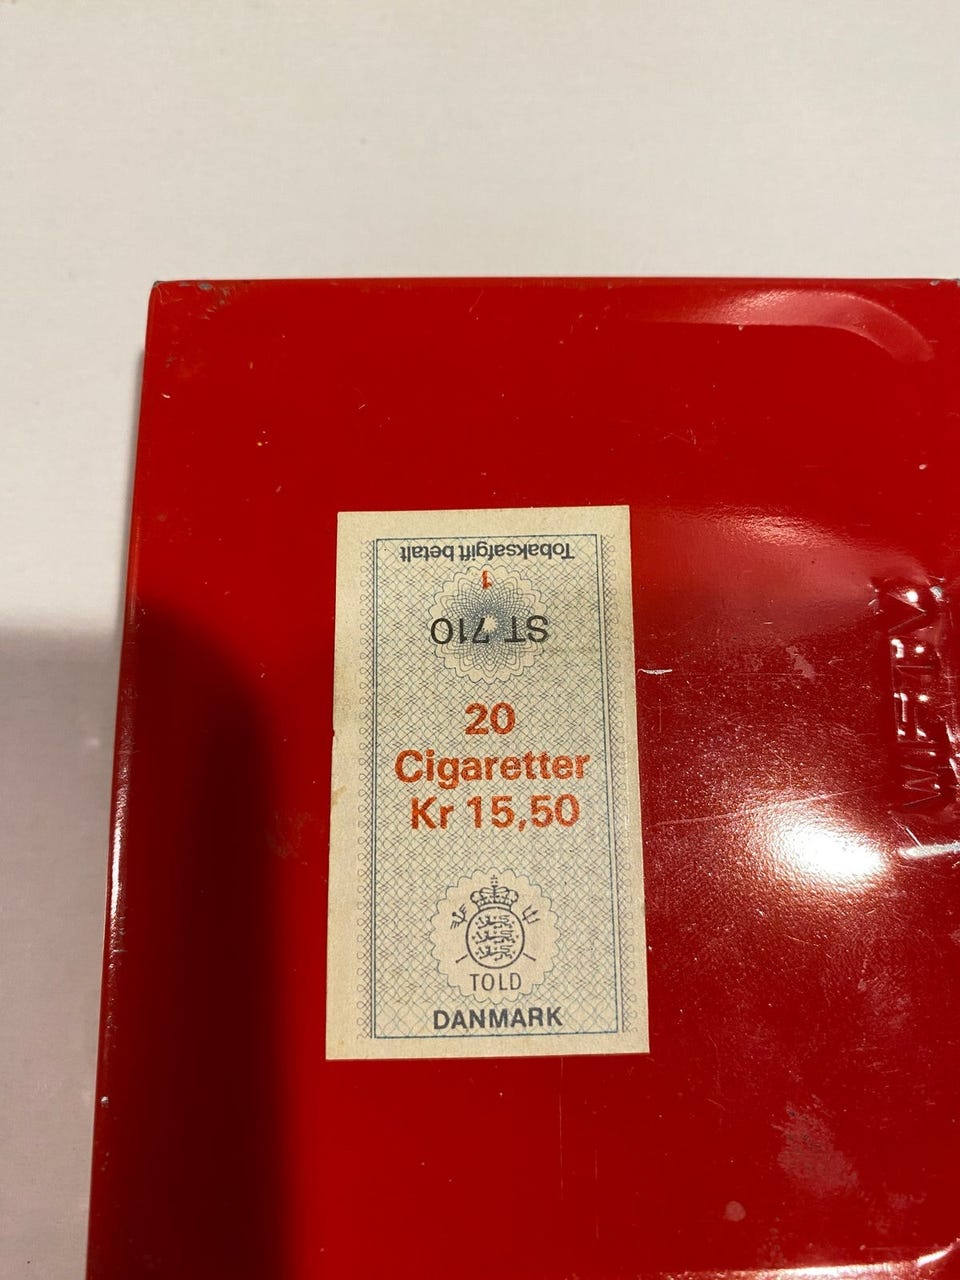 Tobaksafgift betalt
1
ST 710
20
Cigaretter
Kr 15,50
TOLD
DANMARK